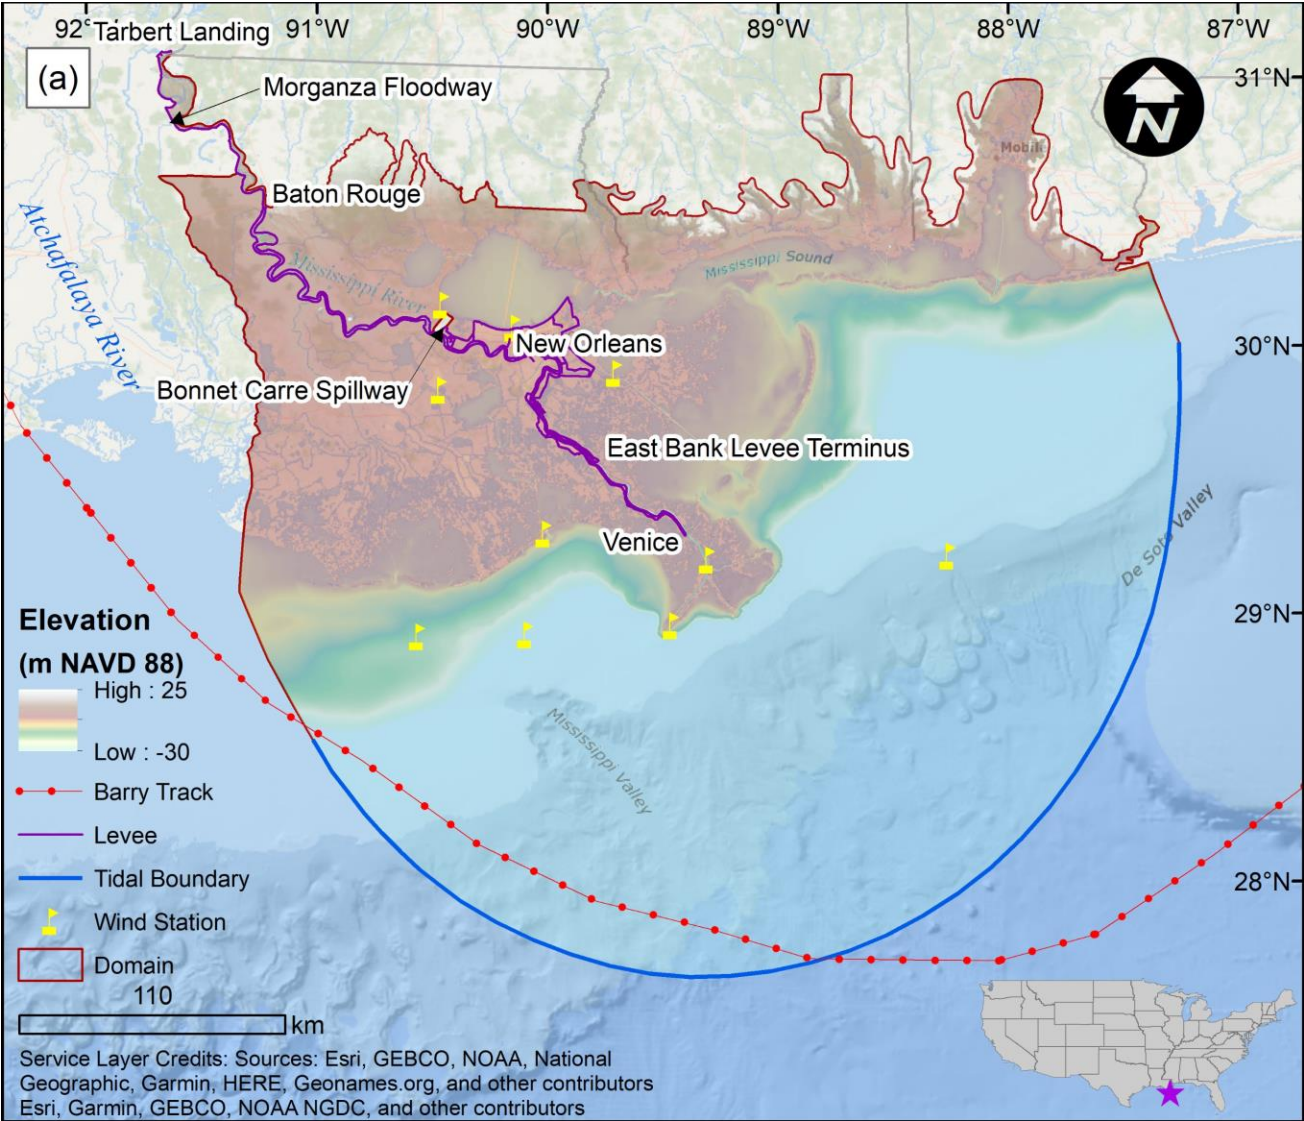 92°
91°W
90°W
89°W
88°W
87°W
Tarbert Landing
(a)
31°N
Morganza Floodway
N
Mobile
Baton Rouge
Atchafalaya River
Mississippi River
Mississippi Sound
New Orleans
30°N
Bonnet Carre Spillway
East Bank Levee Terminus
De Soto Valley
Venice
29°N
Elevation
(m NAVD 88)
High : 25
Low : -30
Mississippi Valley
Barry Track
Levee
Tidal Boundary
28°N
Wind Station
Domain
110
km
Service Layer Credits: Sources: Esri, GEBCO, NOAA, National
Geographic, Garmin, HERE, Geonames.org, and other contributors
Esri, Garmin, GEBCO, NOAA NGDC, and other contributors